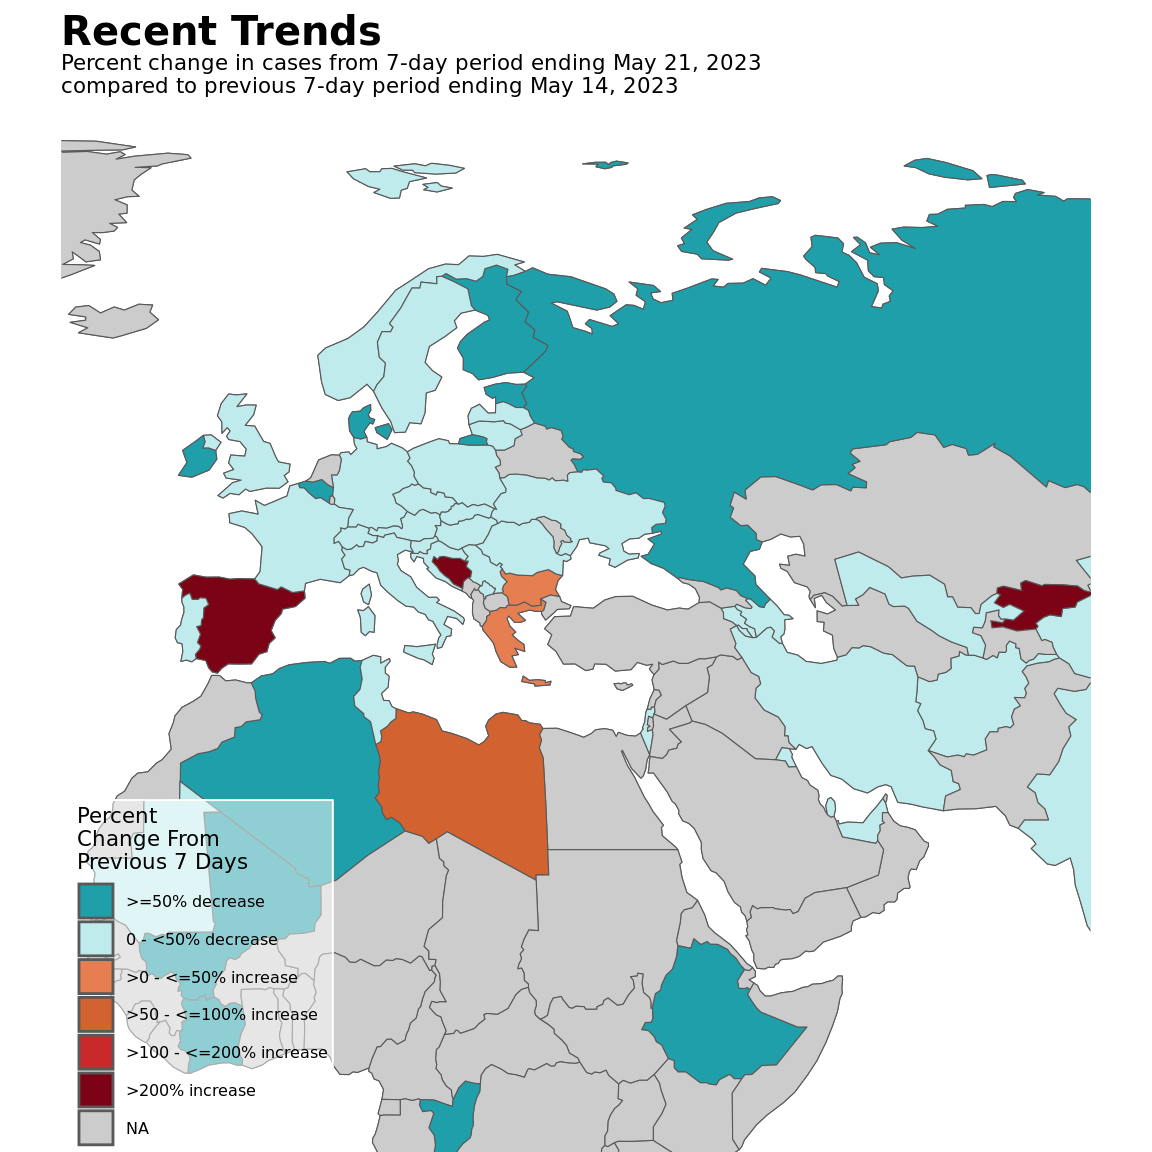 Recent Trends
Percent change in cases from 7-day period ending May 21, 2023
compared to previous 7-day period ending May 14, 2023
Percent
Change From
Previous 7 Days
>=50% decrease
0 - <50% decrease
>0 - <=50% increase
>50 - <=100% increase
>100 - <=200% increase
>200% increase
NA